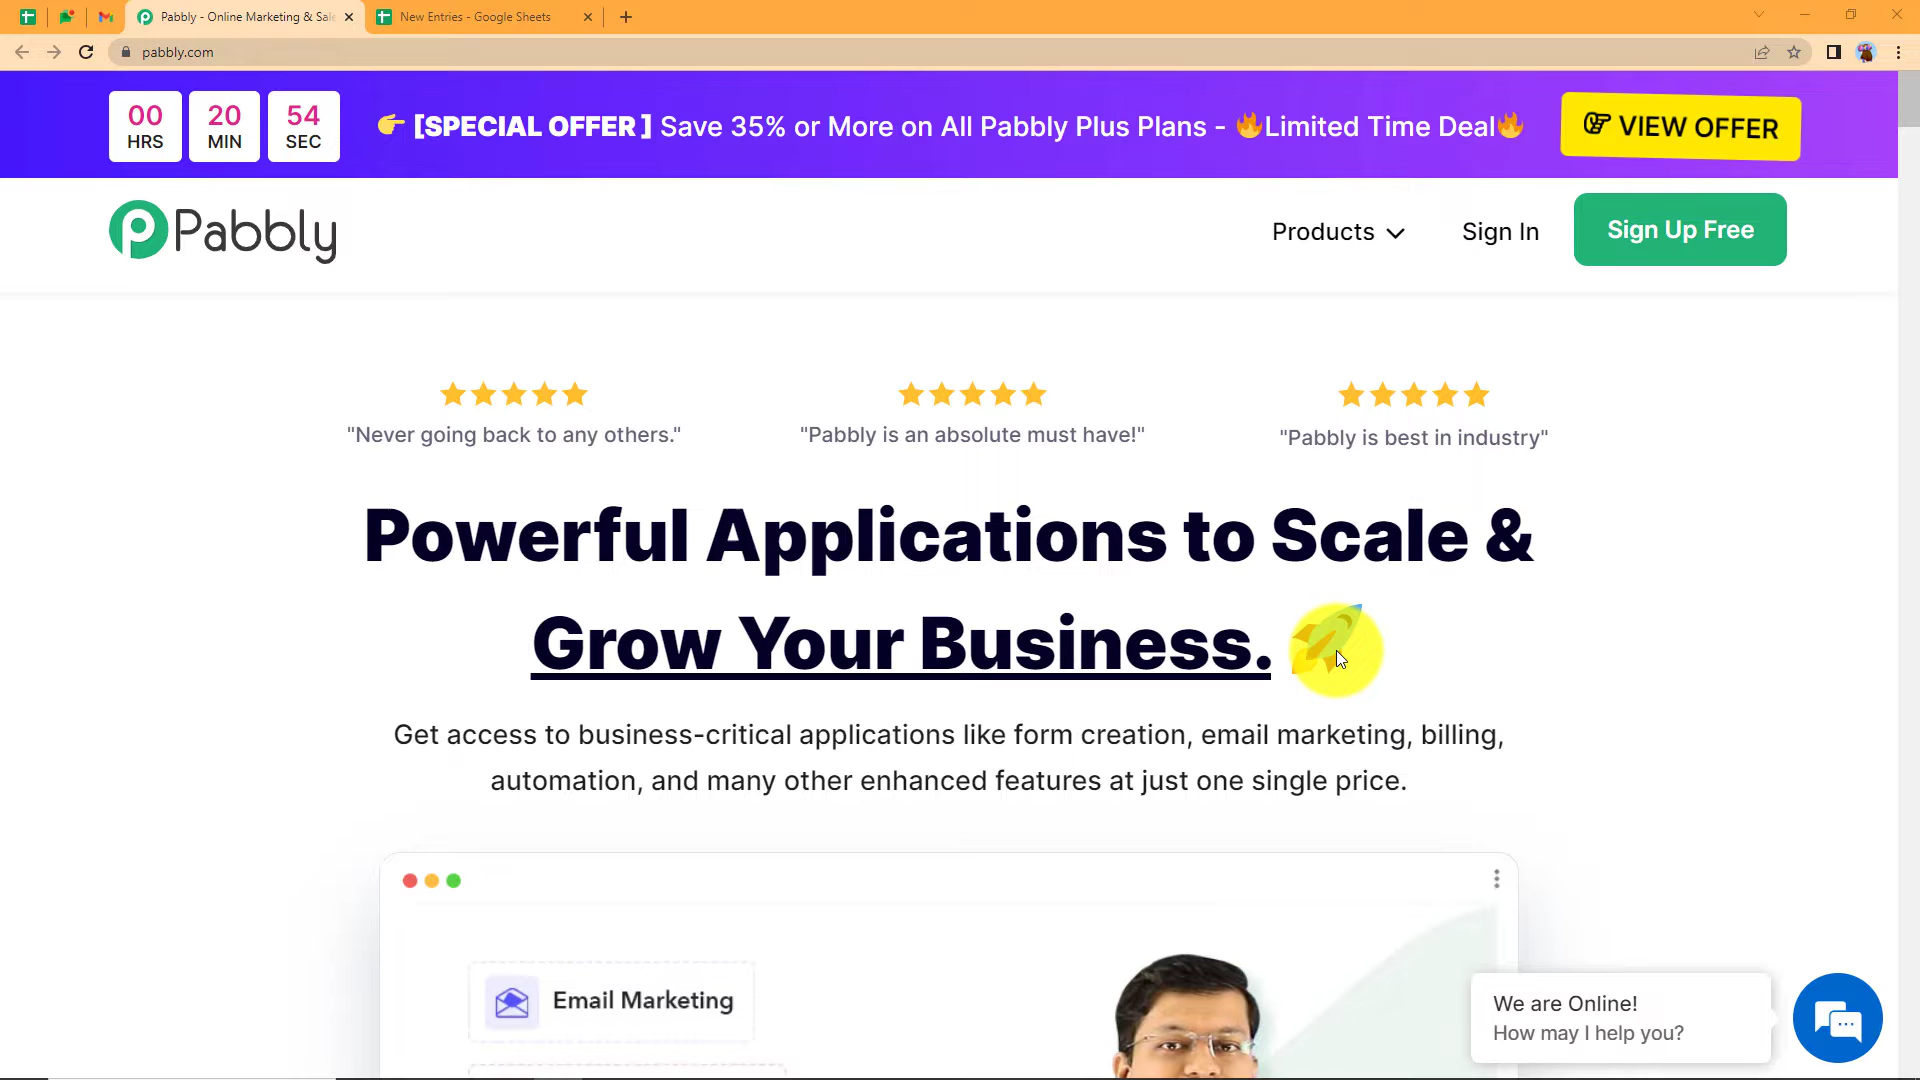 Pabbly - Online Marketing & Sale
New Entries - Google Sheets
pabbly.com
00 HRS
20 MIN
54 SEC
[SPECIAL OFFER] Save 35% or More on All Pabbly Plus Plans - 🔥Limited Time Deal🔥
VIEW OFFER
Pabbly
Products
Sign In
Sign Up Free
"Never going back to any others."
"Pabbly is an absolute must have!"
"Pabbly is best in industry"
Powerful Applications to Scale &
Grow Your Business.
Get access to business-critical applications like form creation, email marketing, billing,
automation, and many other enhanced features at just one single price.
Email Marketing
We are Online!
How may I help you?